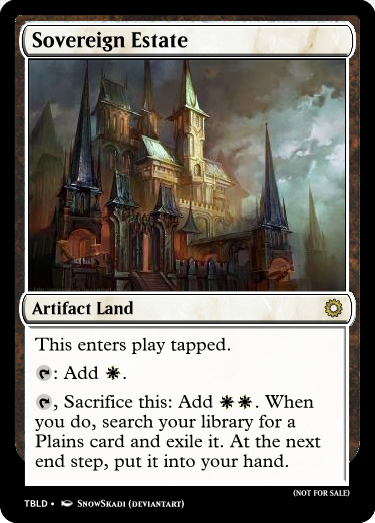 Sovereign Estate
Artifact Land
This enters play tapped.
: Add .
, Sacrifice this: Add . When
you do, search your library for a
Plains card and exile it. At the next
end step, put it into your hand.
(NOT FOR SALE)
TBLD • SnowSkadi (deviantart)